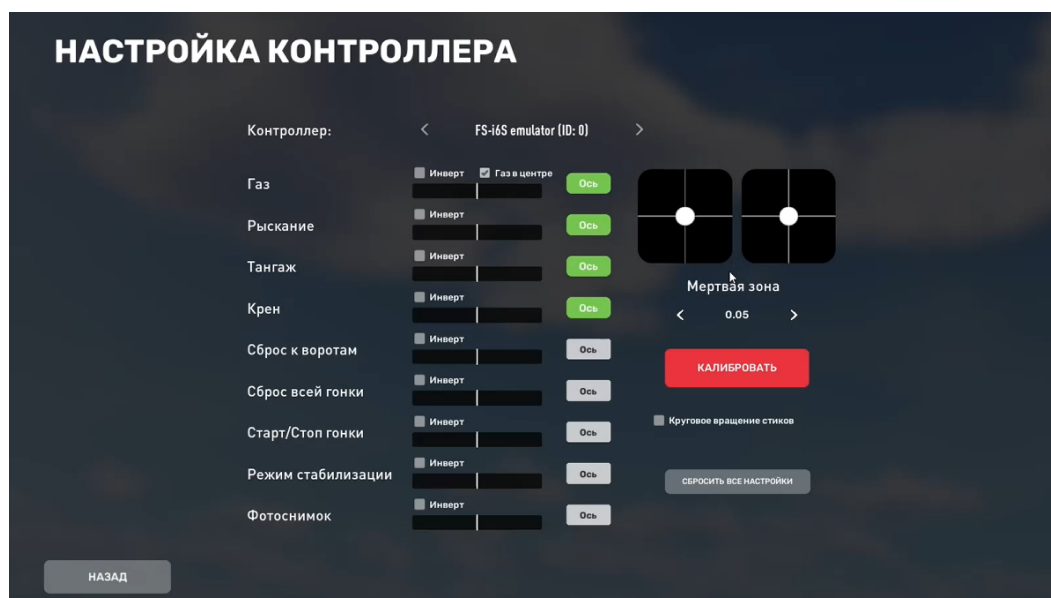 НАСТРОЙКА КОНТРОЛЛЕРА
Контроллер: < FS-i6S emulator (ID: 0) >
Инверт Газ в центре
Газ Ось
Инверт
Рыскание Ось
Инверт
Тангаж Ось
Мертвая зона
Инверт
Крен Ось
< 0.05 >
Инверт
Сброс к воротам Ось
КАЛИБРОВАТЬ
Инверт
Сброс всей гонки Ось
Инверт
Круговое вращение стиков
Старт/Стоп гонки Ось
Инверт
Режим стабилизации Ось
СБРОСИТЬ ВСЕ НАСТРОЙКИ
Инверт
Фотоснимок Ось
НАЗАД